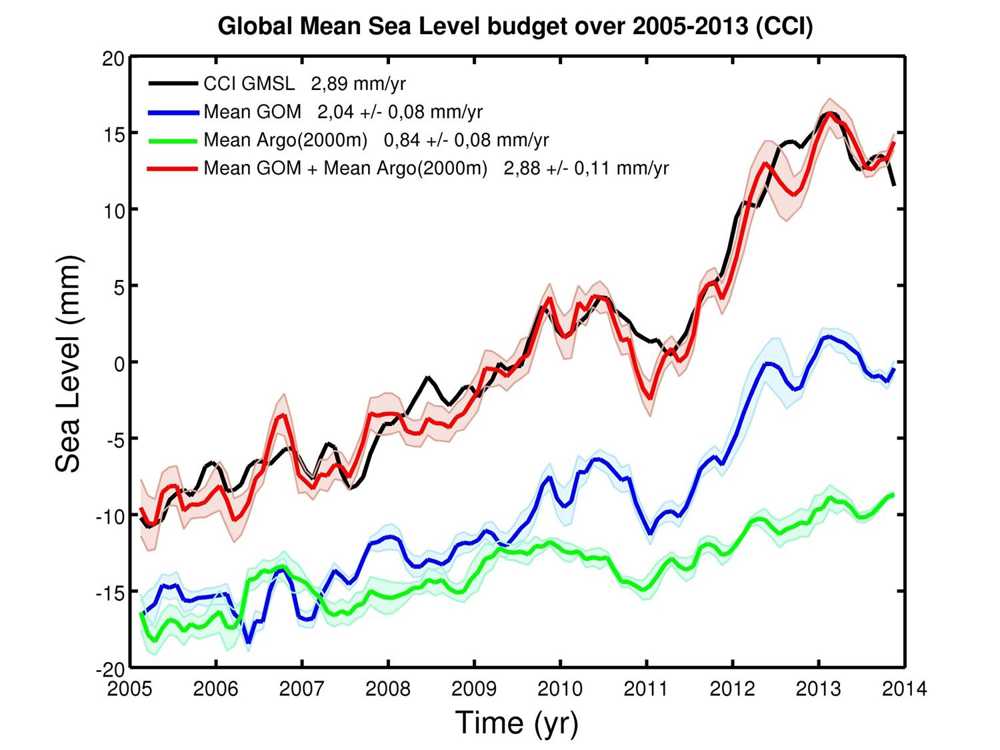 Global Mean Sea Level budget over 2005-2013 (CCI)
CCI GMSL 2,89 mm/yr
Mean GOM 2,04 +/- 0,08 mm/yr
Mean Argo(2000m) 0,84 +/- 0,08 mm/yr
Mean GOM + Mean Argo(2000m) 2,88 +/- 0,11 mm/yr
Sea Level (mm)
20
15
10
5
0
-5
-10
-15
-20
2005 2006 2007 2008 2009 2010 2011 2012 2013 2014
Time (yr)